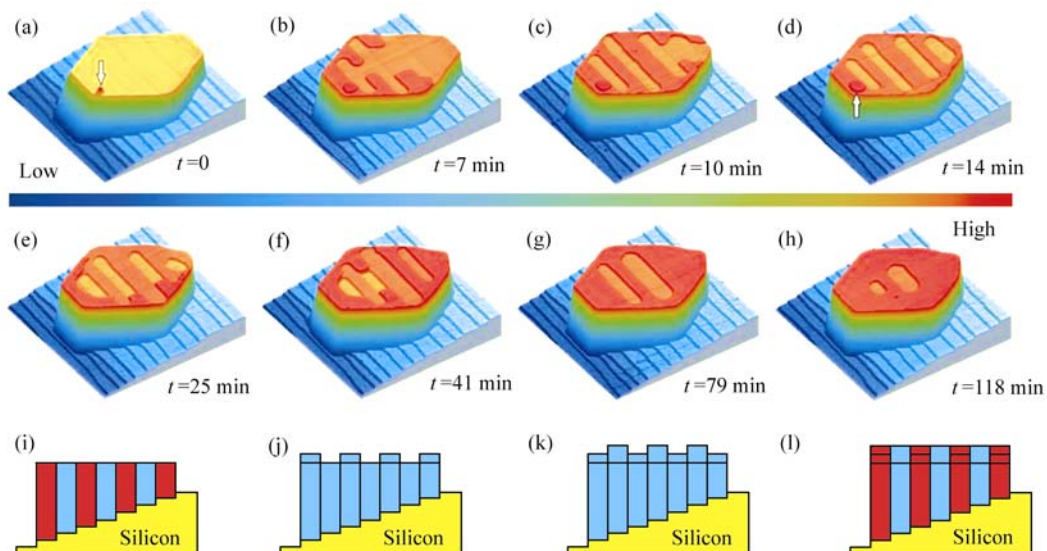 (a)
t=0
(b)
t=7 min
(c)
t=10 min
(d)
t=14 min
Low
High
(e)
t=25 min
(f)
t=41 min
(g)
t=79 min
(h)
t=118 min
(i)
Silicon
(j)
Silicon
(k)
Silicon
(l)
Silicon